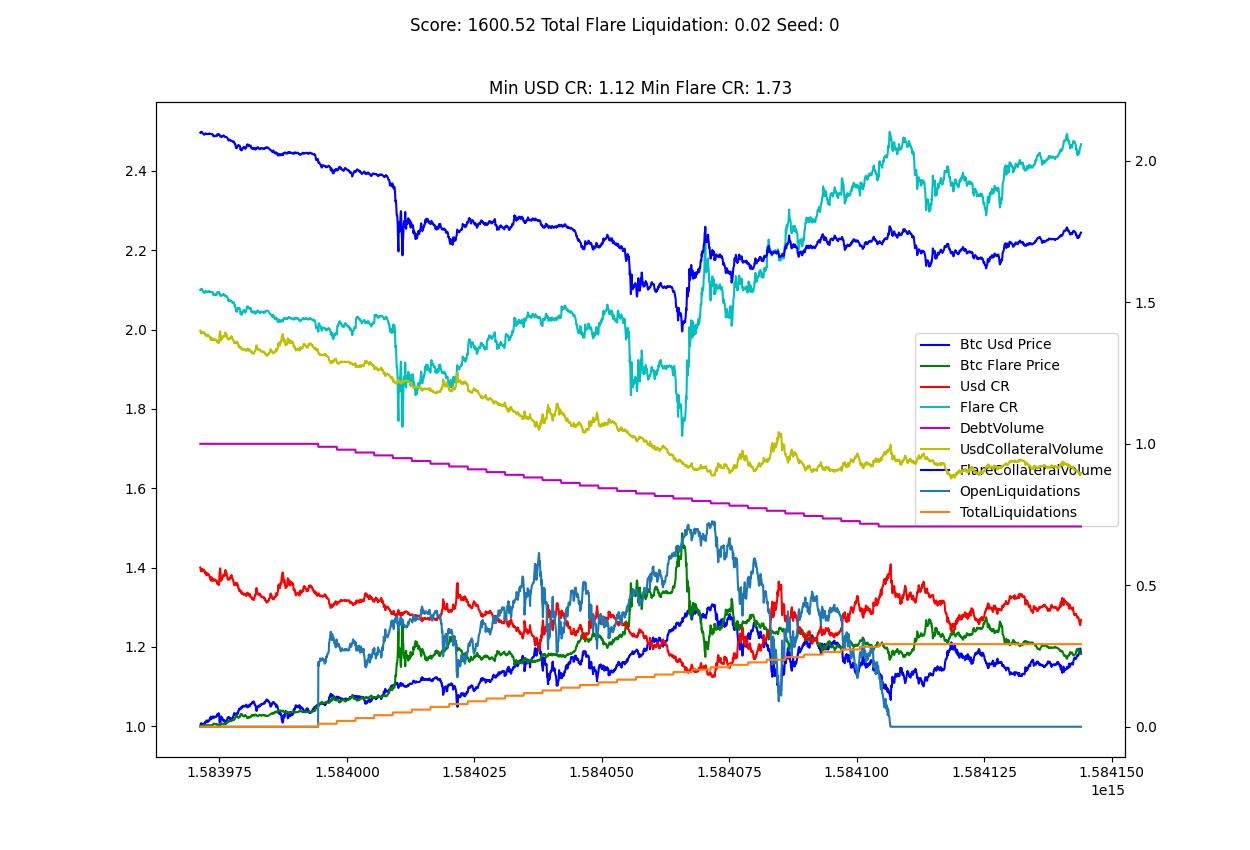 Score: 1600.52 Total Flare Liquidation: 0.02 Seed: 0
Min USD CR: 1.12 Min Flare CR: 1.73
2.4
2.2
2.0
1.8
1.6
1.4
1.2
1.0
2.0
1.5
1.0
0.5
0.0
Btc Usd Price
Btc Flare Price
Usd CR
Flare CR
DebtVolume
UsdCollateralVolume
FlareCollateralVolume
OpenLiquidations
TotalLiquidations
1.583975 1.584000 1.584025 1.584050 1.584075 1.584100 1.584125 1.584150
1e15